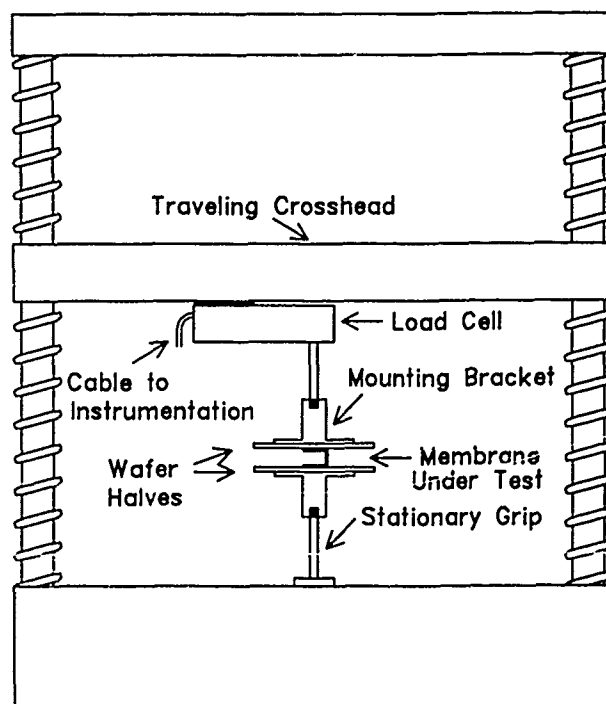 Traveling Crosshead
Load Cell
Cable to
Instrumentation
Mounting Bracket
Wafer
Halves
Membrane
Under Test
Stationary Grip